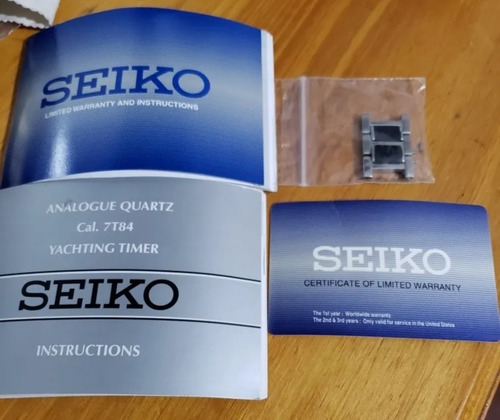 SEIKO
LIMITED WARRANTY AND INSTRUCTIONS
ANALOGUE QUARTZ
Cal. 7T84
YACHTING TIMER
SEIKO
INSTRUCTIONS
SEIKO
CERTIFICATE OF LIMITED WARRANTY
The 1st year : Worldwide warranty
The 2nd & 3rd years : Only valid for service in the United States